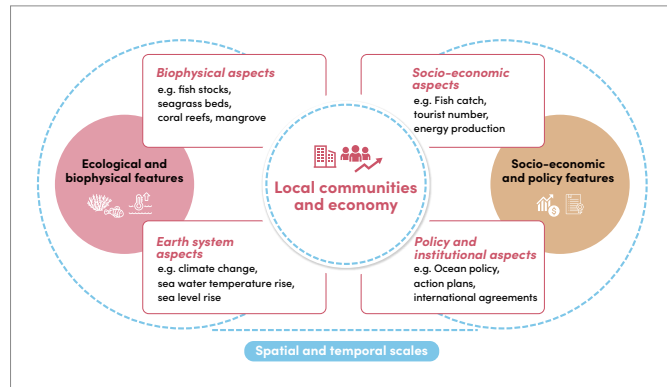 Biophysical aspects
e.g. fish stocks,
seagrass beds,
coral reefs, mangrove
Socio-economic
aspects
e.g. Fish catch,
tourist number,
energy production
Ecological and
biophysical features
Local communities
and economy
Socio-economic
and policy features
Earth system
aspects
e.g. climate change,
sea water temperature rise,
sea level rise
Policy and
institutional aspects
e.g. Ocean policy,
action plans,
international agreements
Spatial and temporal scales